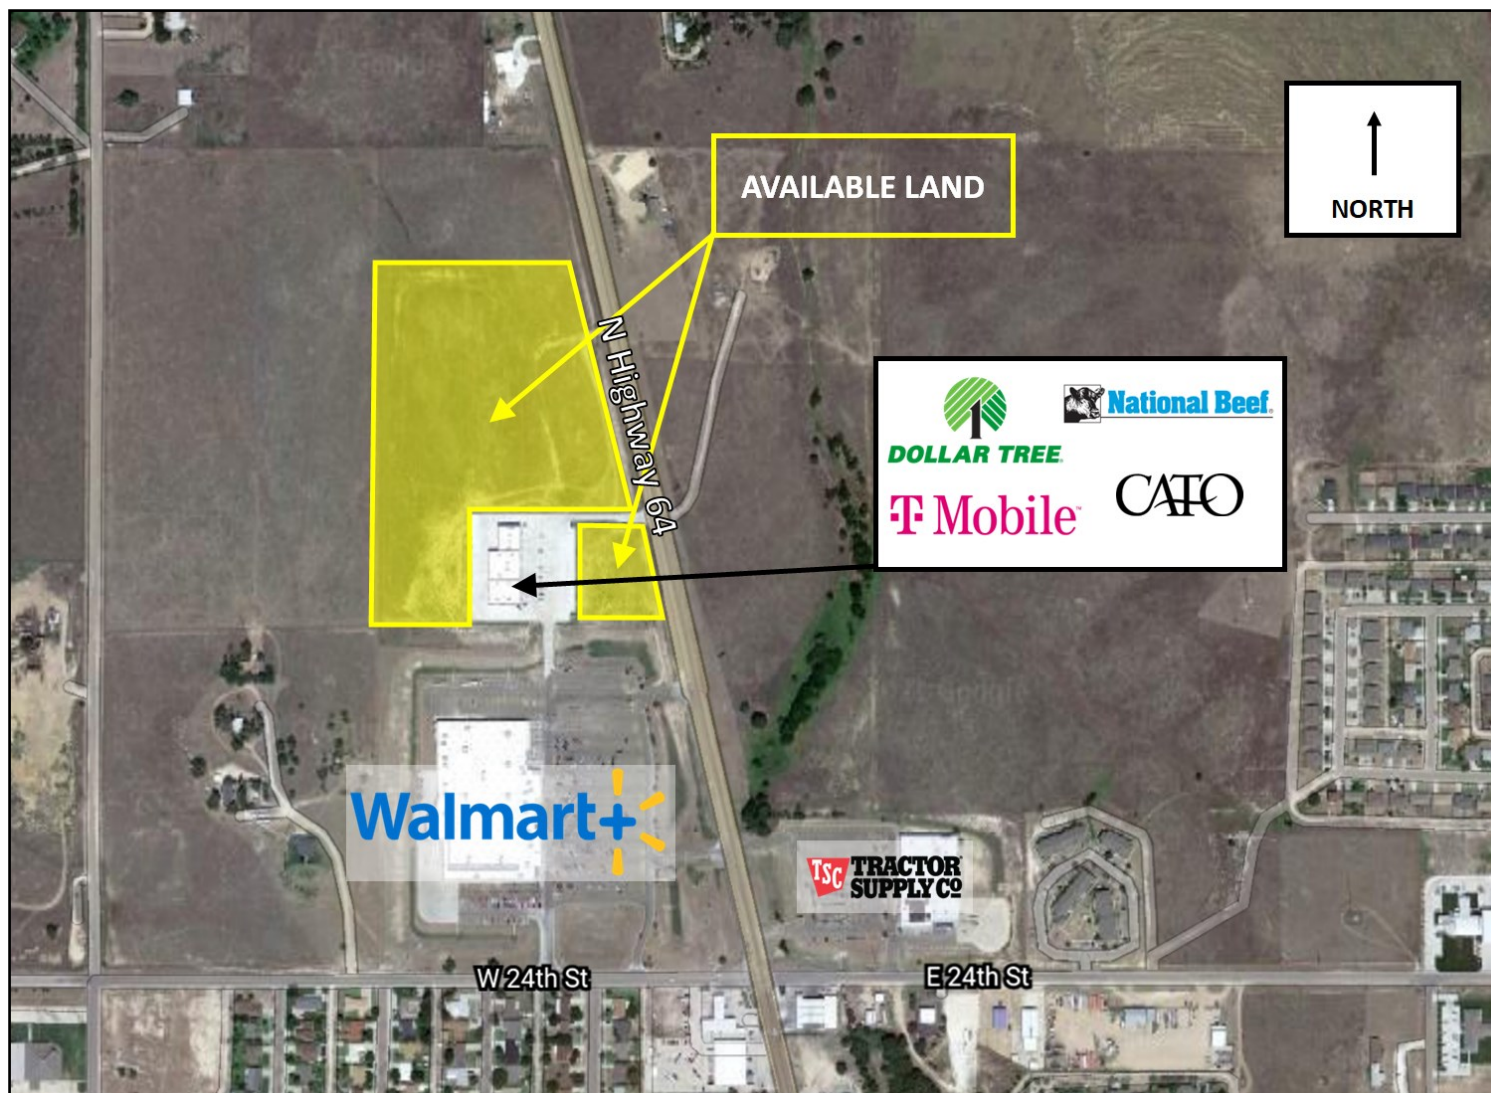 AVAILABLE LAND
NORTH
N Highway 64
DOLLAR TREE
National Beef
T Mobile
CATO
Walmart+
TSC TRACTOR
SUPPLY CO
W 24th St
E 24th St